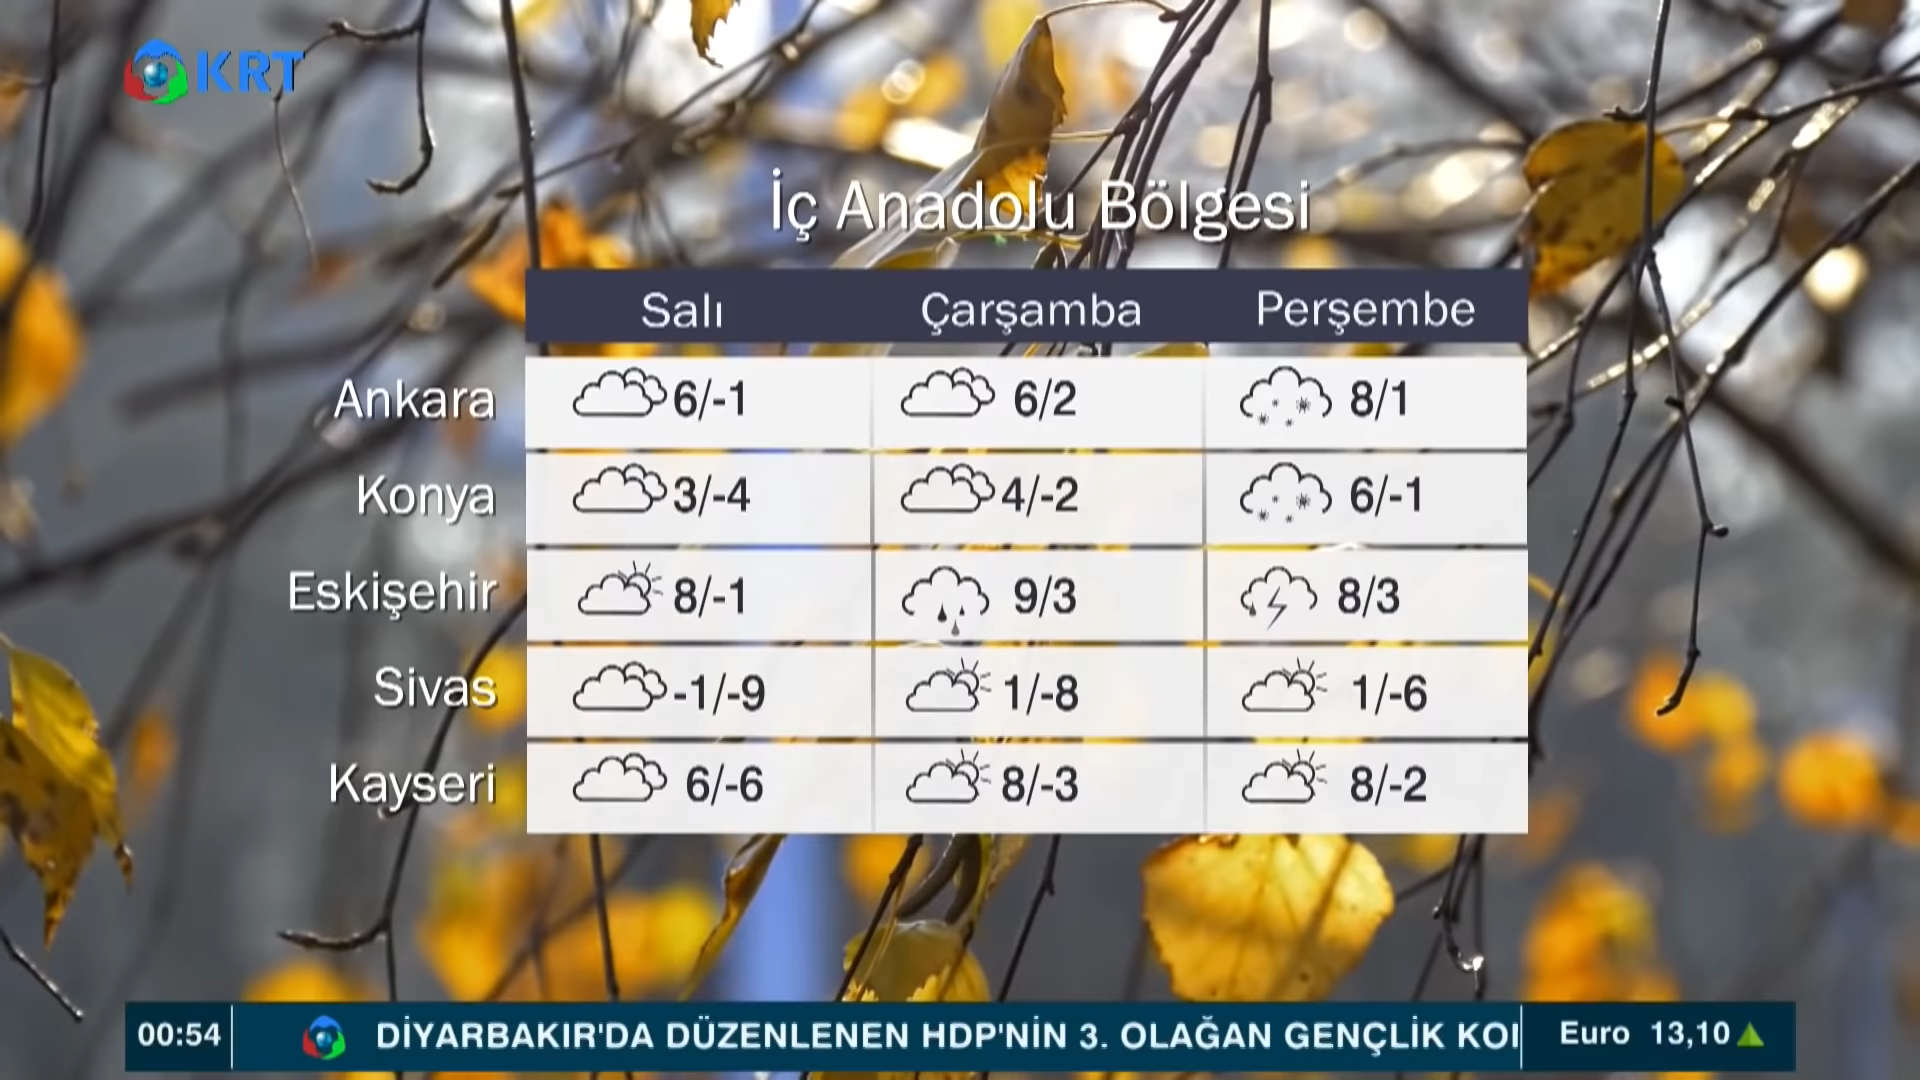 KRT
İç Anadolu Bölgesi
Salı Çarşamba Perşembe
Ankara 6/-1 6/2 8/1
Konya 3/-4 4/-2 6/-1
Eskişehir 8/-1 9/3 8/3
Sivas -1/-9 1/-8 1/-6
Kayseri 6/-6 8/-3 8/-2
00:54 DİYARBAKIR'DA DÜZENLENEN HDP'NİN 3. OLAĞAN GENÇLİK Euro 13,10